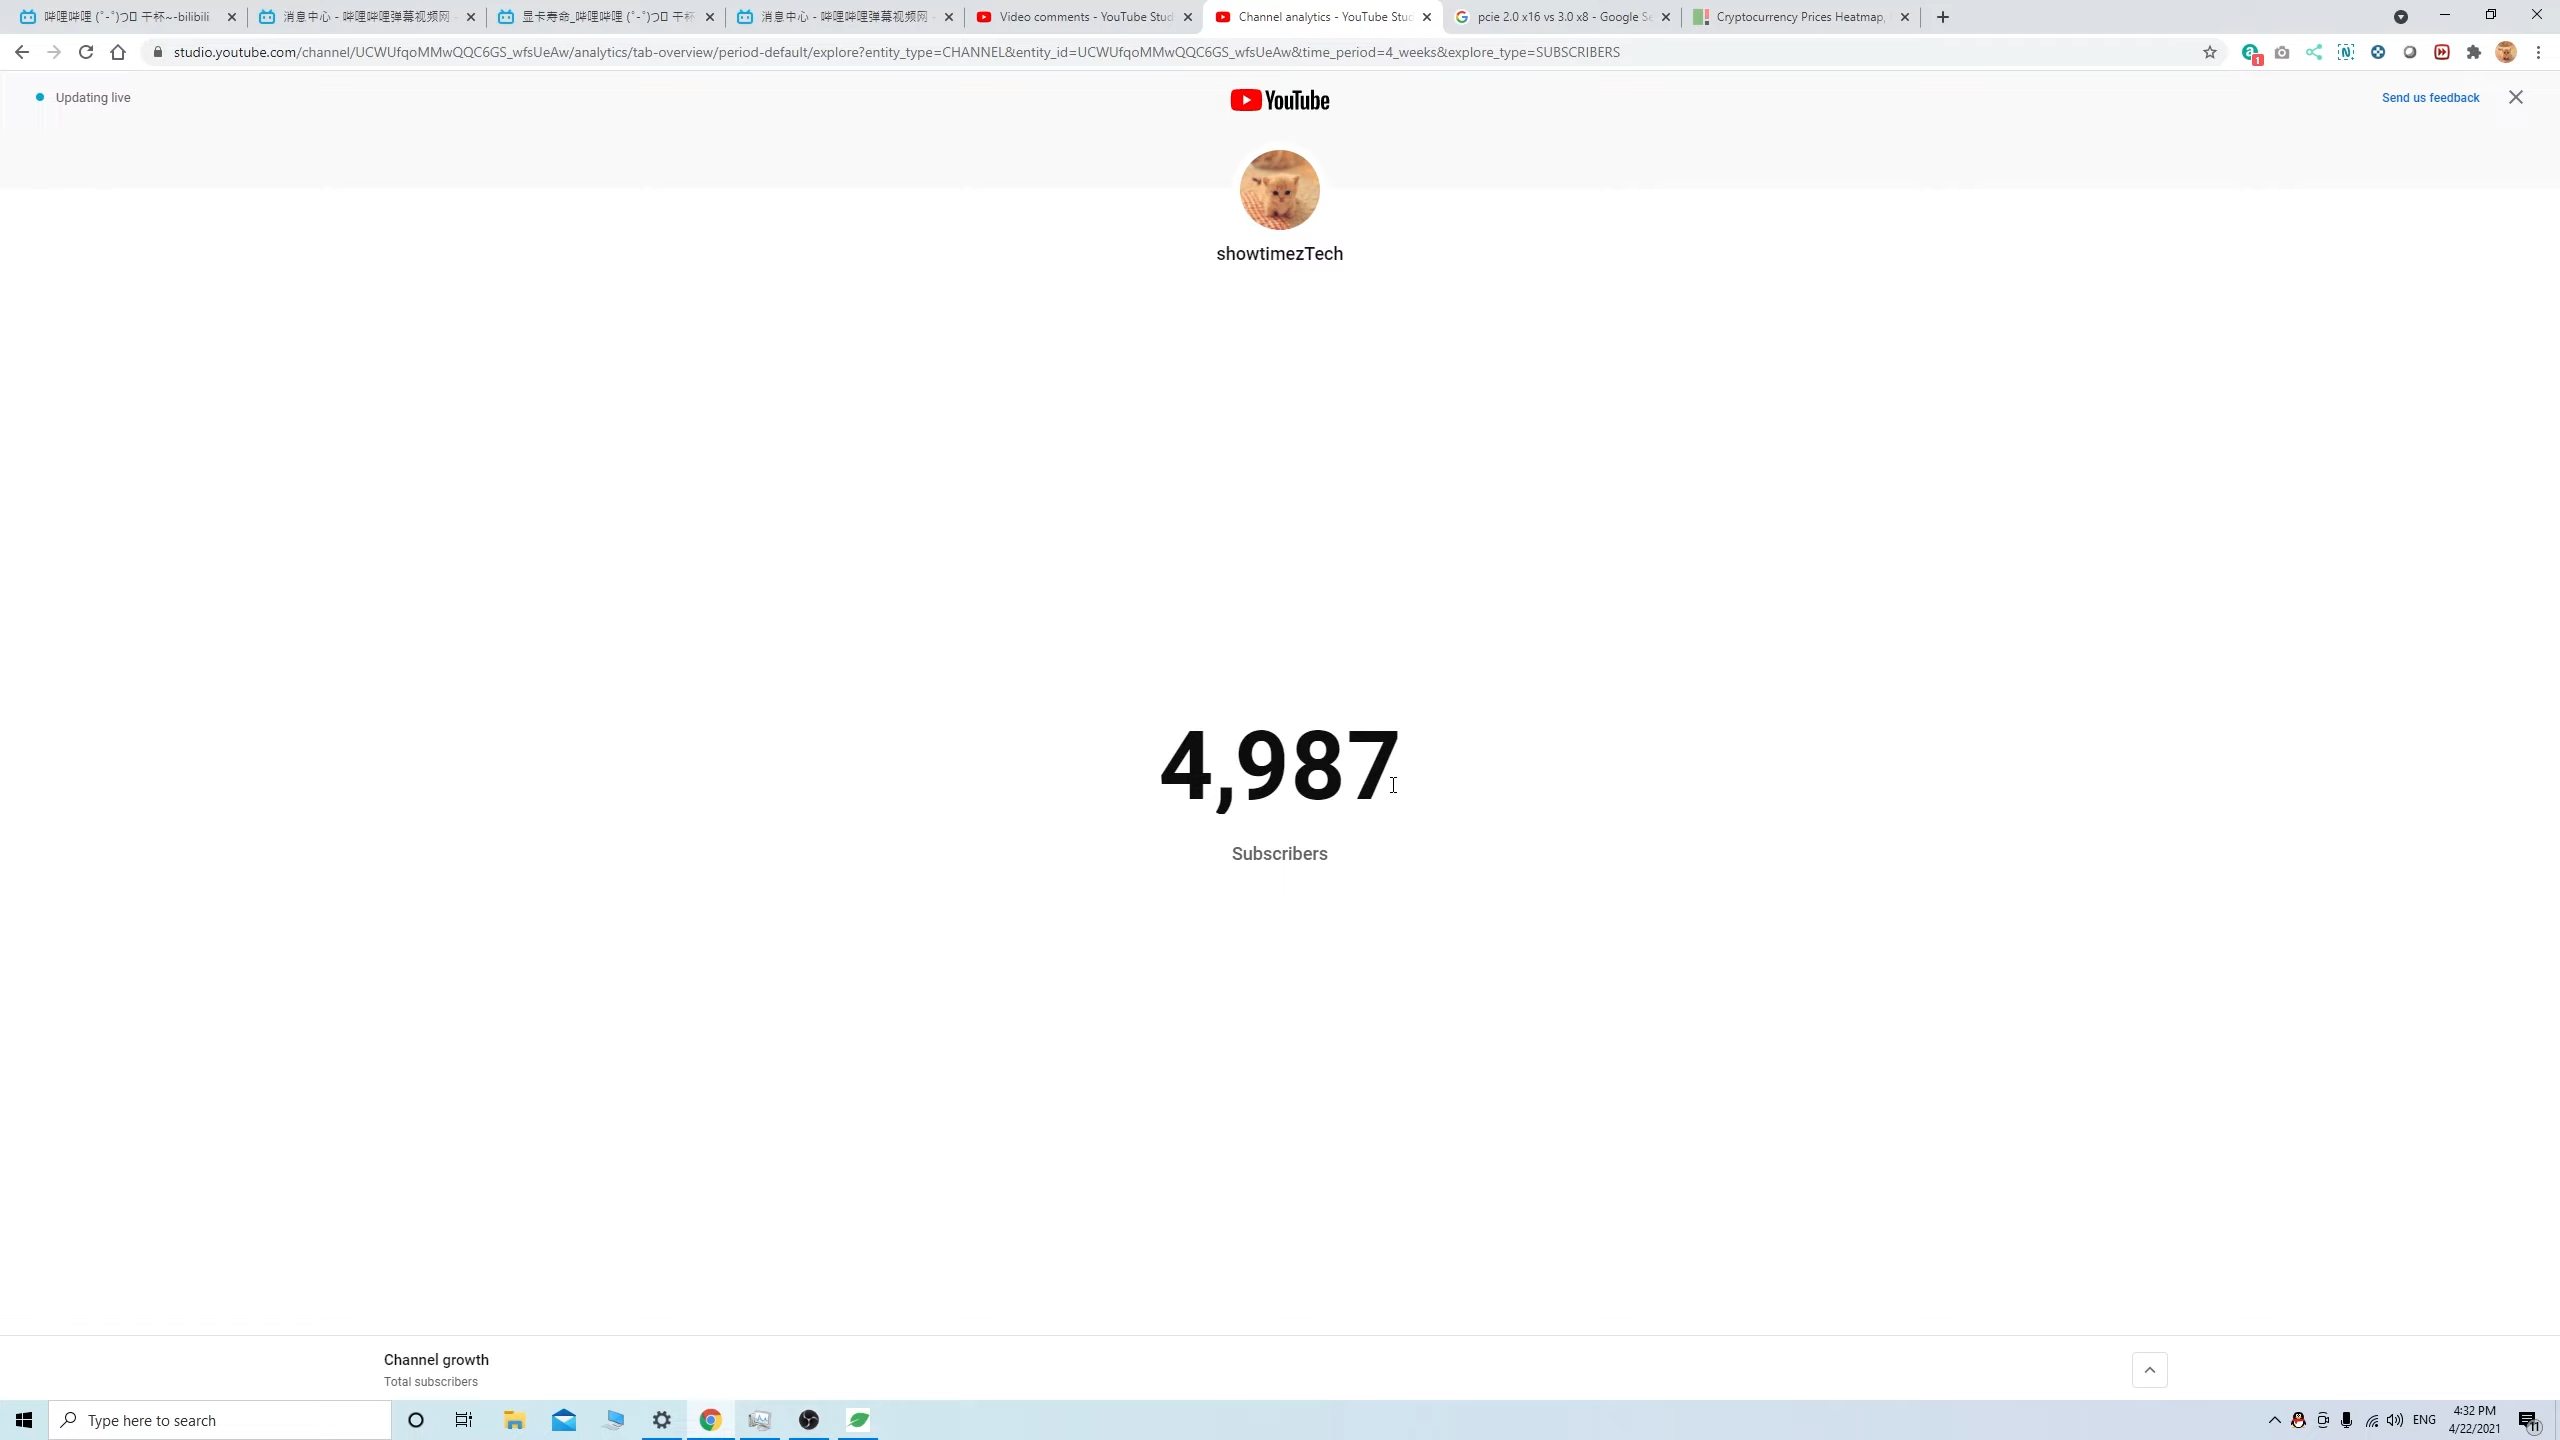 哔哩哔哩 (゜-゜)つロ 干杯~-bilibili
消息中心 - 哔哩哔哩弹幕视频网 -
显卡寿命_哔哩哔哩 (゜-゜)つロ 干杯
消息中心 - 哔哩哔哩弹幕视频网 -
Video comments - YouTube Stud
Channel analytics - YouTube Stud
pcie 2.0 x16 vs 3.0 x8 - Google Se
Cryptocurrency Prices Heatmap,
studio.youtube.com/channel/UCWUfqoMMwQQC6GS_wfsUeAw/analytics/tab-overview/period-default/explore?entity_type=CHANNEL&entity_id=UCWUfqoMMwQQC6GS_wfsUeAw&time_period=4_weeks&explore_type=SUBSCRIBERS
1
Updating live
YouTube
Send us feedback
showtimezTech
4,987
Subscribers
Channel growth
Total subscribers
Type here to search
ENG
4:32 PM
4/22/2021
11